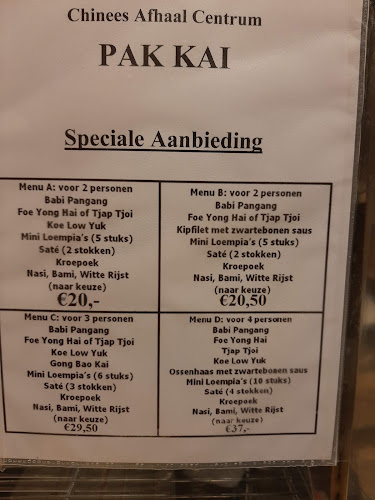 Chinees Afhaal Centrum
PAK KAI
Speciale Aanbieding
Menu A: voor 2 personen
Babi Pangang
Foe Yong Hai of Tjap Tjoi
Koe Low Yuk
Mini Loempia's (5 stuks)
Saté (2 stokken)
Kroepoek
Nasi, Bami, Witte Rijst
(naar keuze)
€20,-
Menu B: voor 2 personen
Babi Pangang
Foe Yong Hai of Tjap Tjoi
Kipfilet met zwartebonen saus
Mini Loempia's (5 stuks)
Saté (2 stokken)
Kroepoek
Nasi, Bami, Witte Rijst
(naar keuze)
€20,50
Menu C: voor 3 personen
Babi Pangang
Foe Yong Hai of Tjap Tjoi
Koe Low Yuk
Gong Bao Kai
Mini Loempia's (6 stuks)
Saté (3 stokken)
Kroepoek
Nasi, Bami, Witte Rijst
(naar keuze)
€29,50
Menu D: voor 4 personen
Babi Pangang
Foe Yong Hai
Tjap Tjoi
Koe Low Yuk
Ossenhaas met zwartebonen saus
Mini Loempia's (10 stuks)
Saté (4 stekken)
Kroepoek
Nasi, Bami, Witte Rijst
(naar keuze)
€37,-